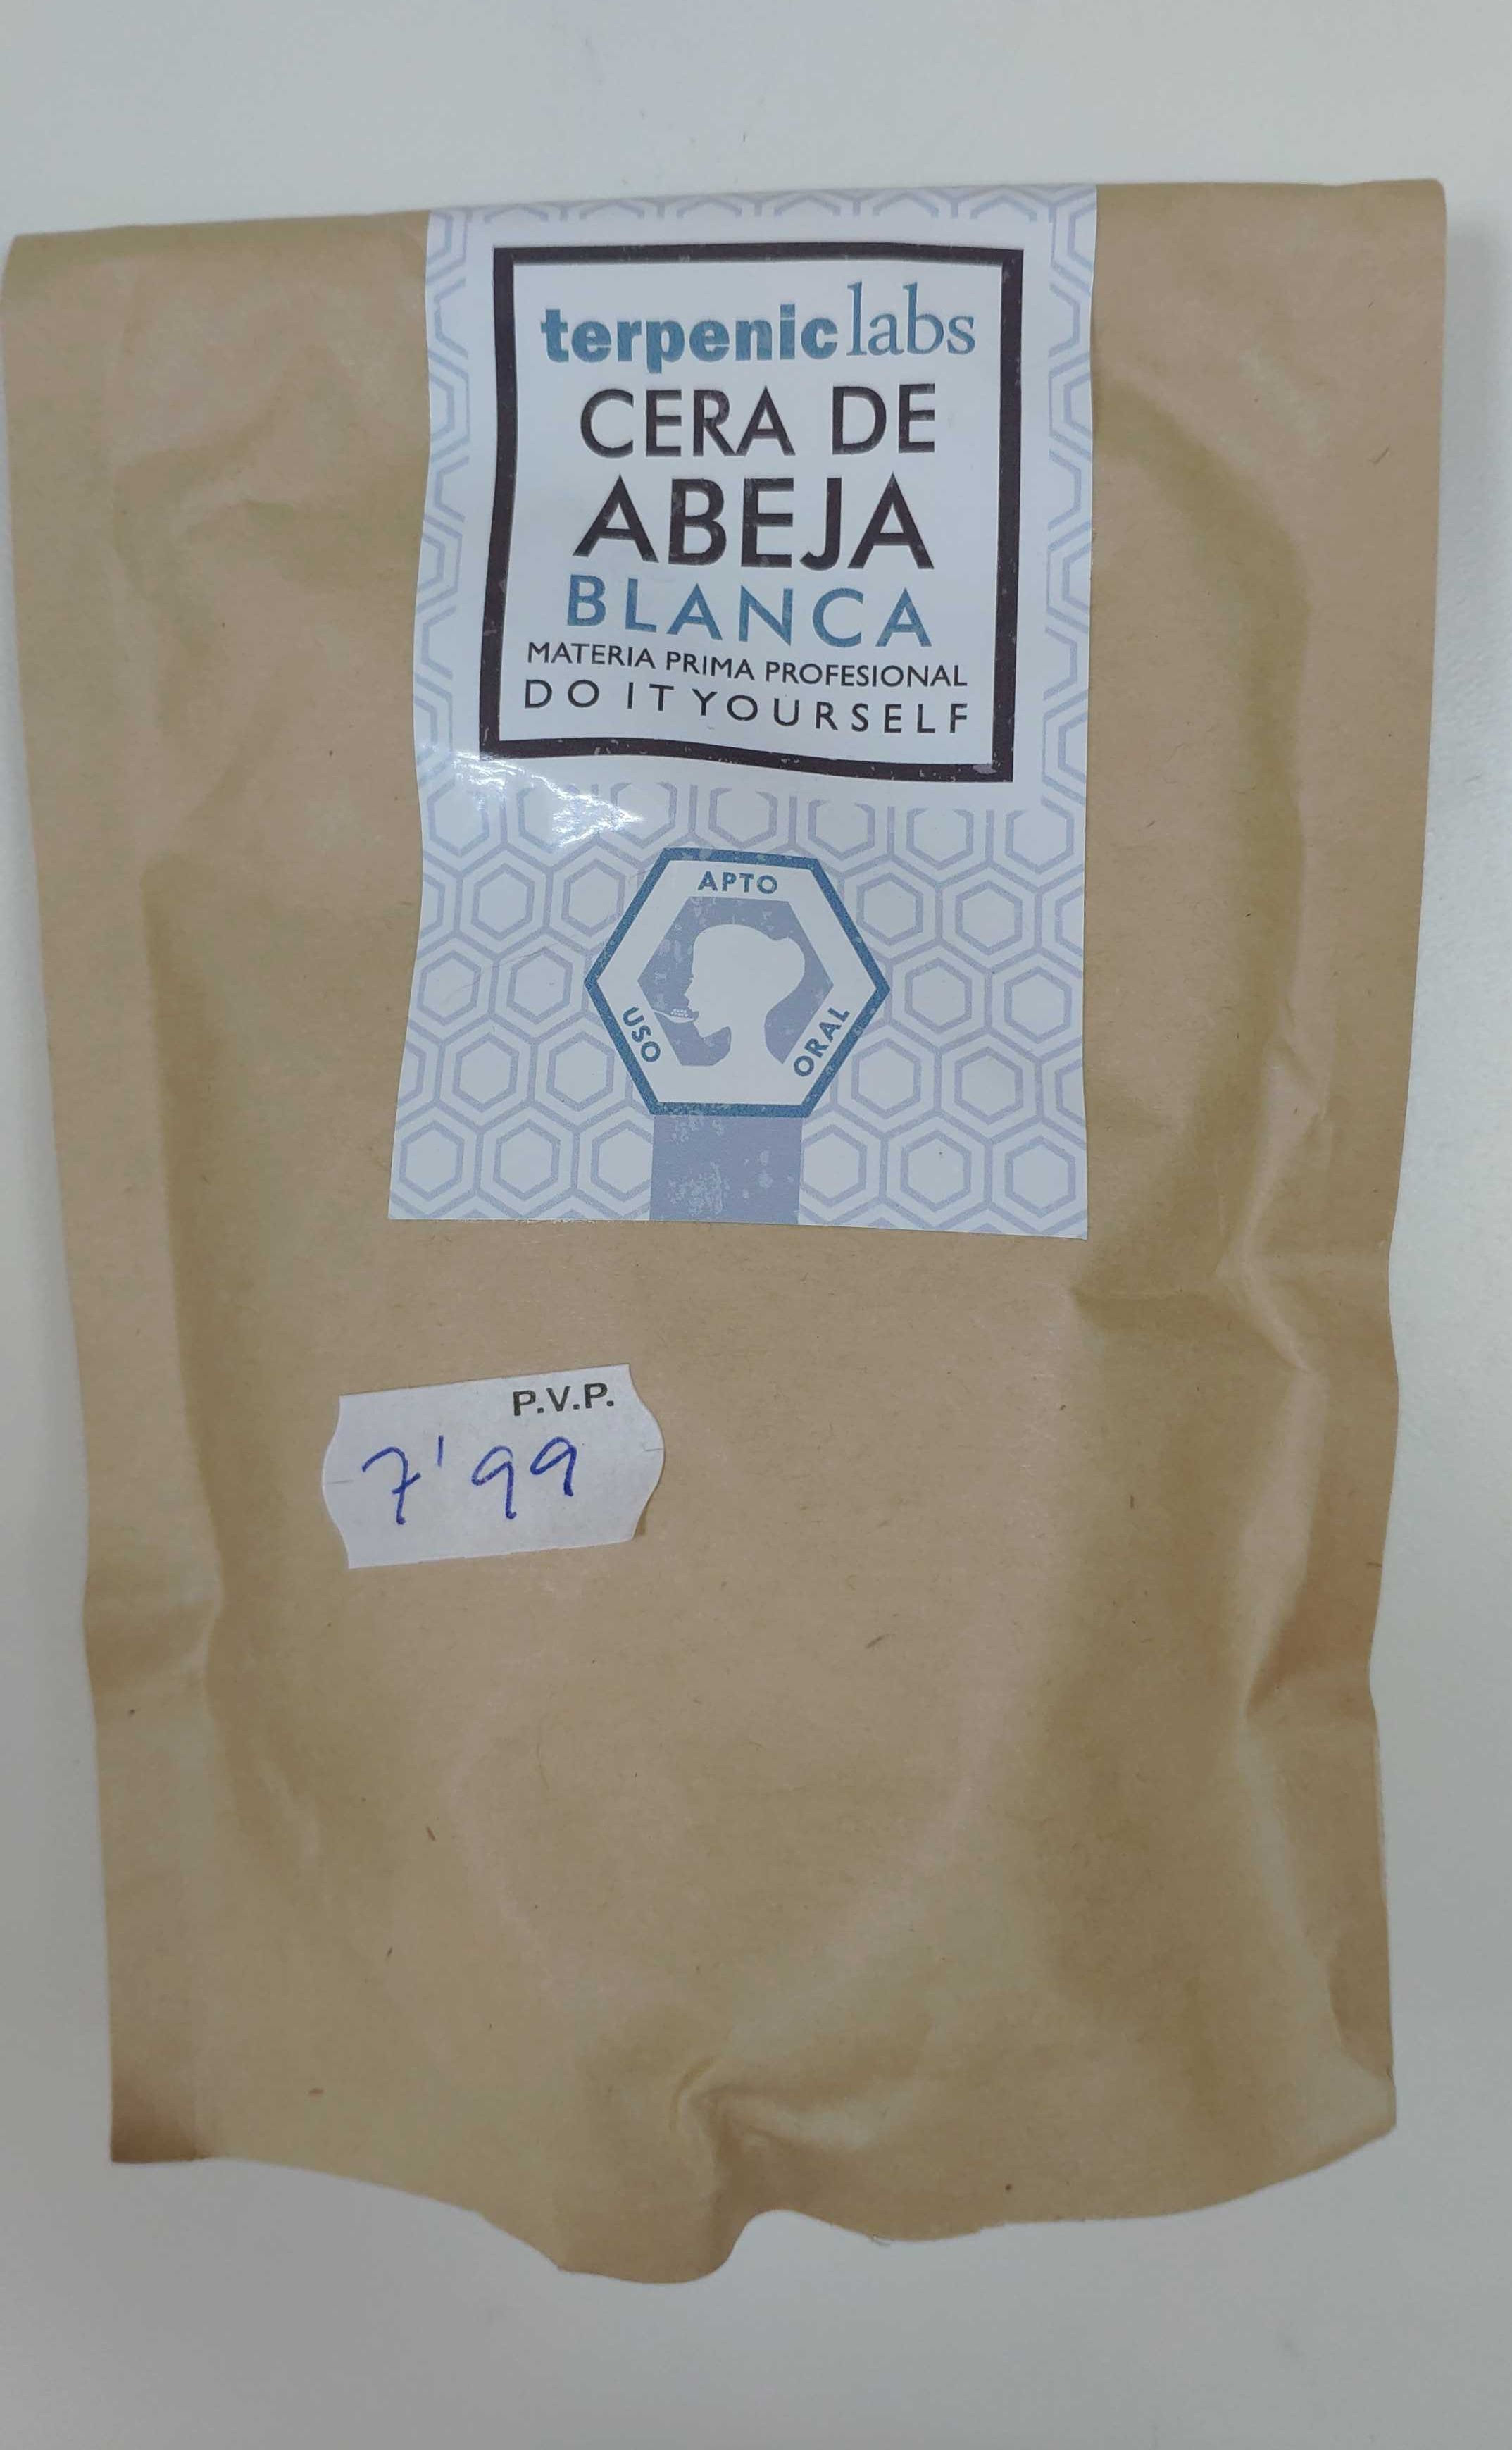 terpenic labs
CERA DE
ABEJA
BLANCA
MATERIA PRIMA PROFESIONAL
DO IT YOURSELF
APTO
USO
ORAL
P.V.P.
7'99